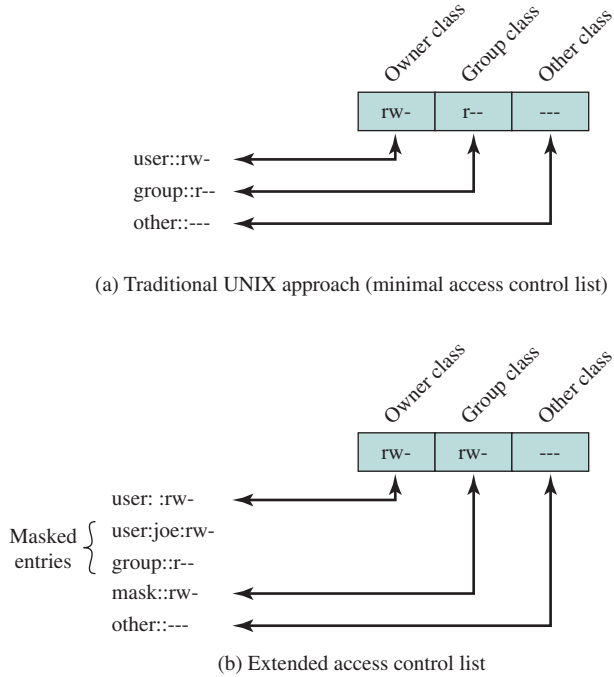 Owner class
Group class
Other class
rw- r-- ---
user::rw-
group::r--
other::---
(a) Traditional UNIX approach (minimal access control list)
Owner class
Group class
Other class
rw- rw- ---
user: :rw-
Masked
entries
user:joe:rw-
group::r--
mask::rw-
other::---
(b) Extended access control list